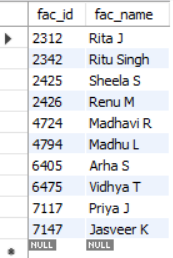 fac_id fac_name
2312 Rita J
2342 Ritu Singh
2425 Sheela S
2426 Renu M
4724 Madhavi R
4794 Madhu L
6405 Arha S
6475 Vidhya T
7117 Priya J
7147 Jasveer K
NULL NULL